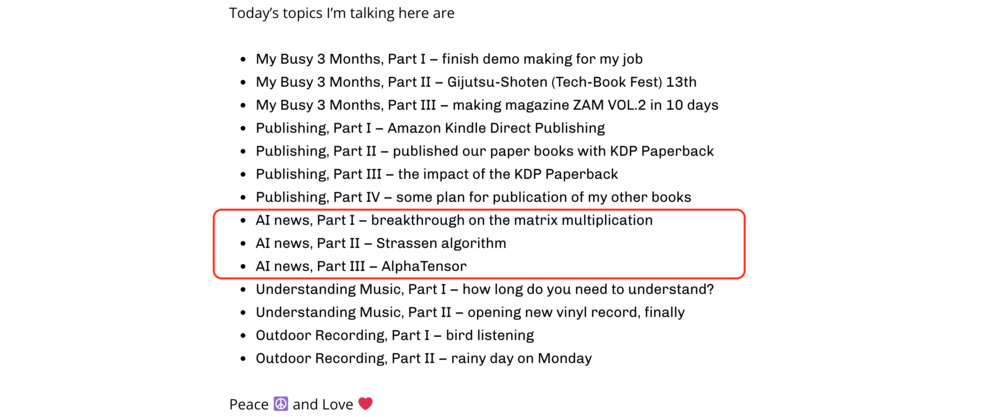 Today’s topics I’m talking here are
• My Busy 3 Months, Part I – finish demo making for my job
• My Busy 3 Months, Part II – Gijutsu-Shoten (Tech-Book Fest) 13th
• My Busy 3 Months, Part III – making magazine ZAM VOL.2 in 10 days
• Publishing, Part I – Amazon Kindle Direct Publishing
• Publishing, Part II – published our paper books with KDP Paperback
• Publishing, Part III – the impact of the KDP Paperback
• Publishing, Part IV – some plan for publication of my other books
• AI news, Part I – breakthrough on the matrix multiplication
• AI news, Part II – Strassen algorithm
• AI news, Part III – AlphaTensor
• Understanding Music, Part I – how long do you need to understand?
• Understanding Music, Part II – opening new vinyl record, finally
• Outdoor Recording, Part I – bird listening
• Outdoor Recording, Part II – rainy day on Monday
Peace ☮️ and Love ❤️